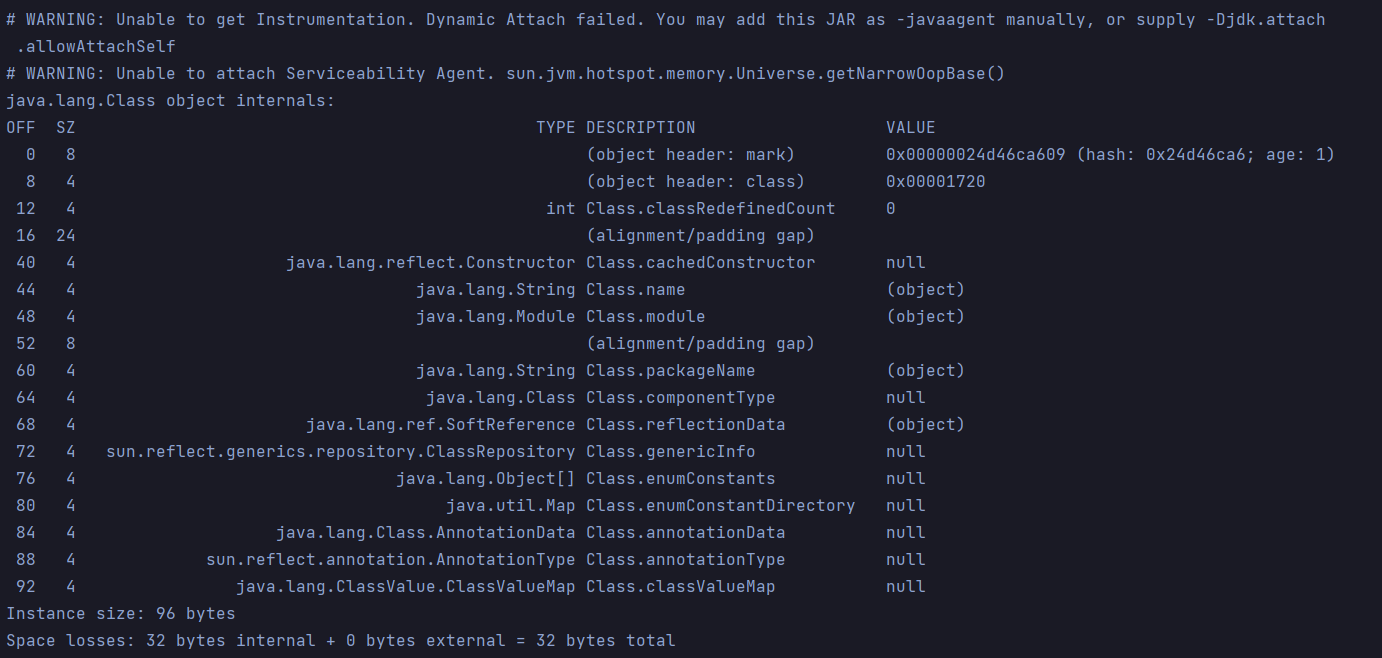 # WARNING: Unable to get Instrumentation. Dynamic Attach failed. You may add this JAR as -javaagent manually, or supply -Djdk.attach
 .allowAttachSelf
# WARNING: Unable to attach Serviceability Agent. sun.jvm.hotspot.memory.Universe.getNarrowOopBase()
java.lang.Class object internals:
OFF  SZ                                              TYPE DESCRIPTION                   VALUE
  0   8                                                   (object header: mark)         0x00000024d46ca609 (hash: 0x24d46ca6; age: 1)
  8   4                                                   (object header: class)        0x00001720
 12   4                                               int Class.classRedefinedCount     0
 16  24                                                   (alignment/padding gap)
 40   4                     java.lang.reflect.Constructor Class.cachedConstructor       null
 44   4                                  java.lang.String Class.name                    (object)
 48   4                                  java.lang.Module Class.module                  (object)
 52   8                                                   (alignment/padding gap)
 60   4                                  java.lang.String Class.packageName             (object)
 64   4                                   java.lang.Class Class.componentType           null
 68   4                       java.lang.ref.SoftReference Class.reflectionData          (object)
 72   4   sun.reflect.generics.repository.ClassRepository Class.genericInfo             null
 76   4                                java.lang.Object[] Class.enumConstants           null
 80   4                                     java.util.Map Class.enumConstantDirectory   null
 84   4                    java.lang.Class.AnnotationData Class.annotationData          null
 88   4             sun.reflect.annotation.AnnotationType Class.annotationType          null
 92   4                java.lang.ClassValue.ClassValueMap Class.classValueMap           null
Instance size: 96 bytes
Space losses: 32 bytes internal + 0 bytes external = 32 bytes total